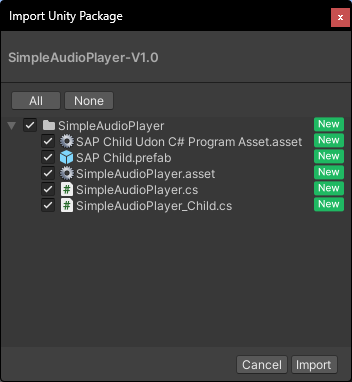 Import Unity Package
x
SimpleAudioPlayer-V1.0
All None
SimpleAudioPlayer New
SAP Child Udon C# Program Asset.asset New
SAP Child.prefab New
SimpleAudioPlayer.asset New
# SimpleAudioPlayer.cs New
# SimpleAudioPlayer_Child.cs New
Cancel Import